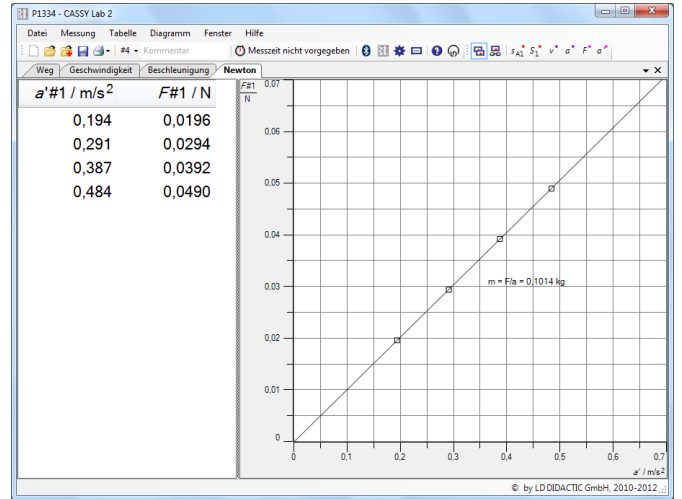 P1334 - CASSY Lab 2
Datei Messung Tabelle Diagramm Fenster Hilfe
#4 Kommentar Messzeit nicht vorgegeben sA1 S1 v a F a'
Weg Geschwindigkeit Beschleunigung Newton
a'#1 / m/s² F#1 / N
0,194 0,0196
0,291 0,0294
0,387 0,0392
0,484 0,0490
F#1
N
0,07
0,06
0,05
0,04
0,03
0,02
0,01
0
m = F/a = 0,1014 kg
0 0,1 0,2 0,3 0,4 0,5 0,6 0,7
a' / m/s²
© by LD DIDACTIC GmbH, 2010-2012